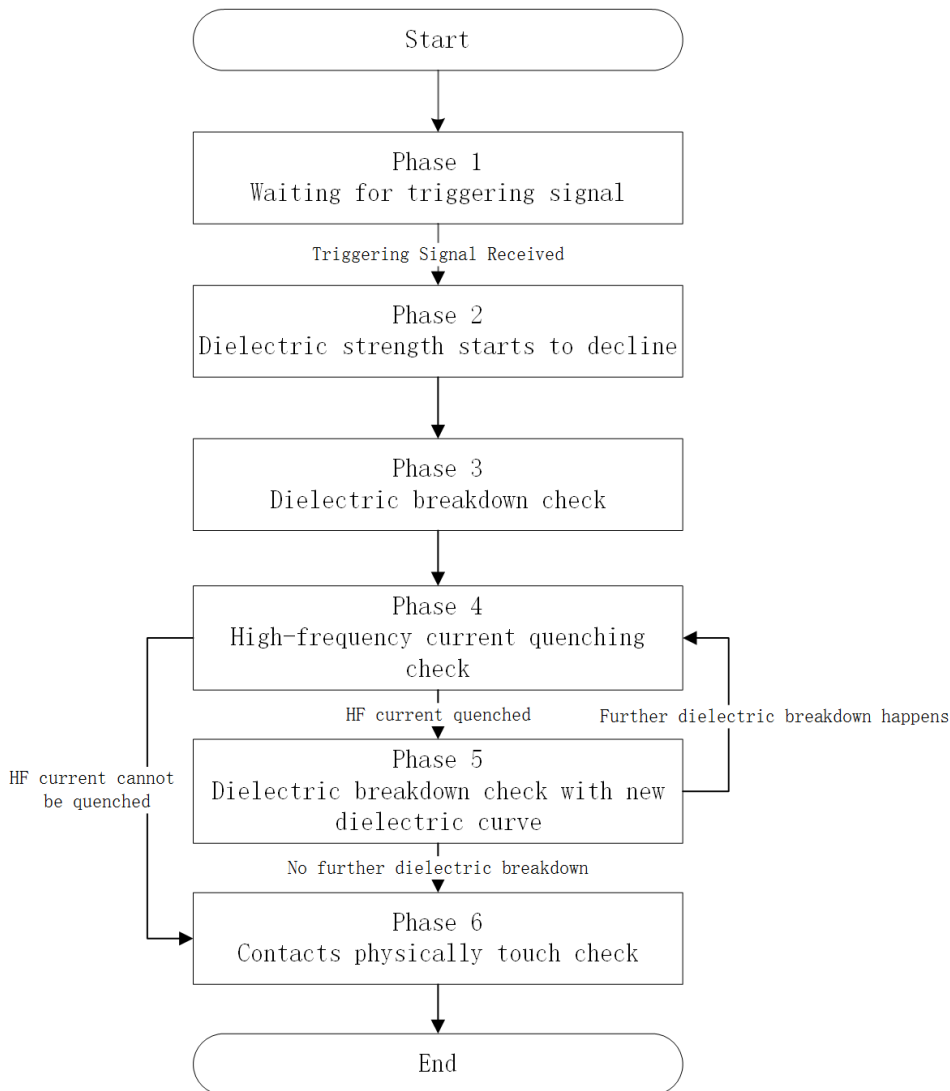 Start
Phase 1
Waiting for triggering signal
Triggering Signal Received
Phase 2
Dielectric strength starts to decline
Phase 3
Dielectric breakdown check
Phase 4
High-frequency current quenching
check
HF current quenched
Further dielectric breakdown happens
HF current cannot
be quenched
Phase 5
Dielectric breakdown check with new
dielectric curve
No further dielectric breakdown
Phase 6
Contacts physically touch check
End